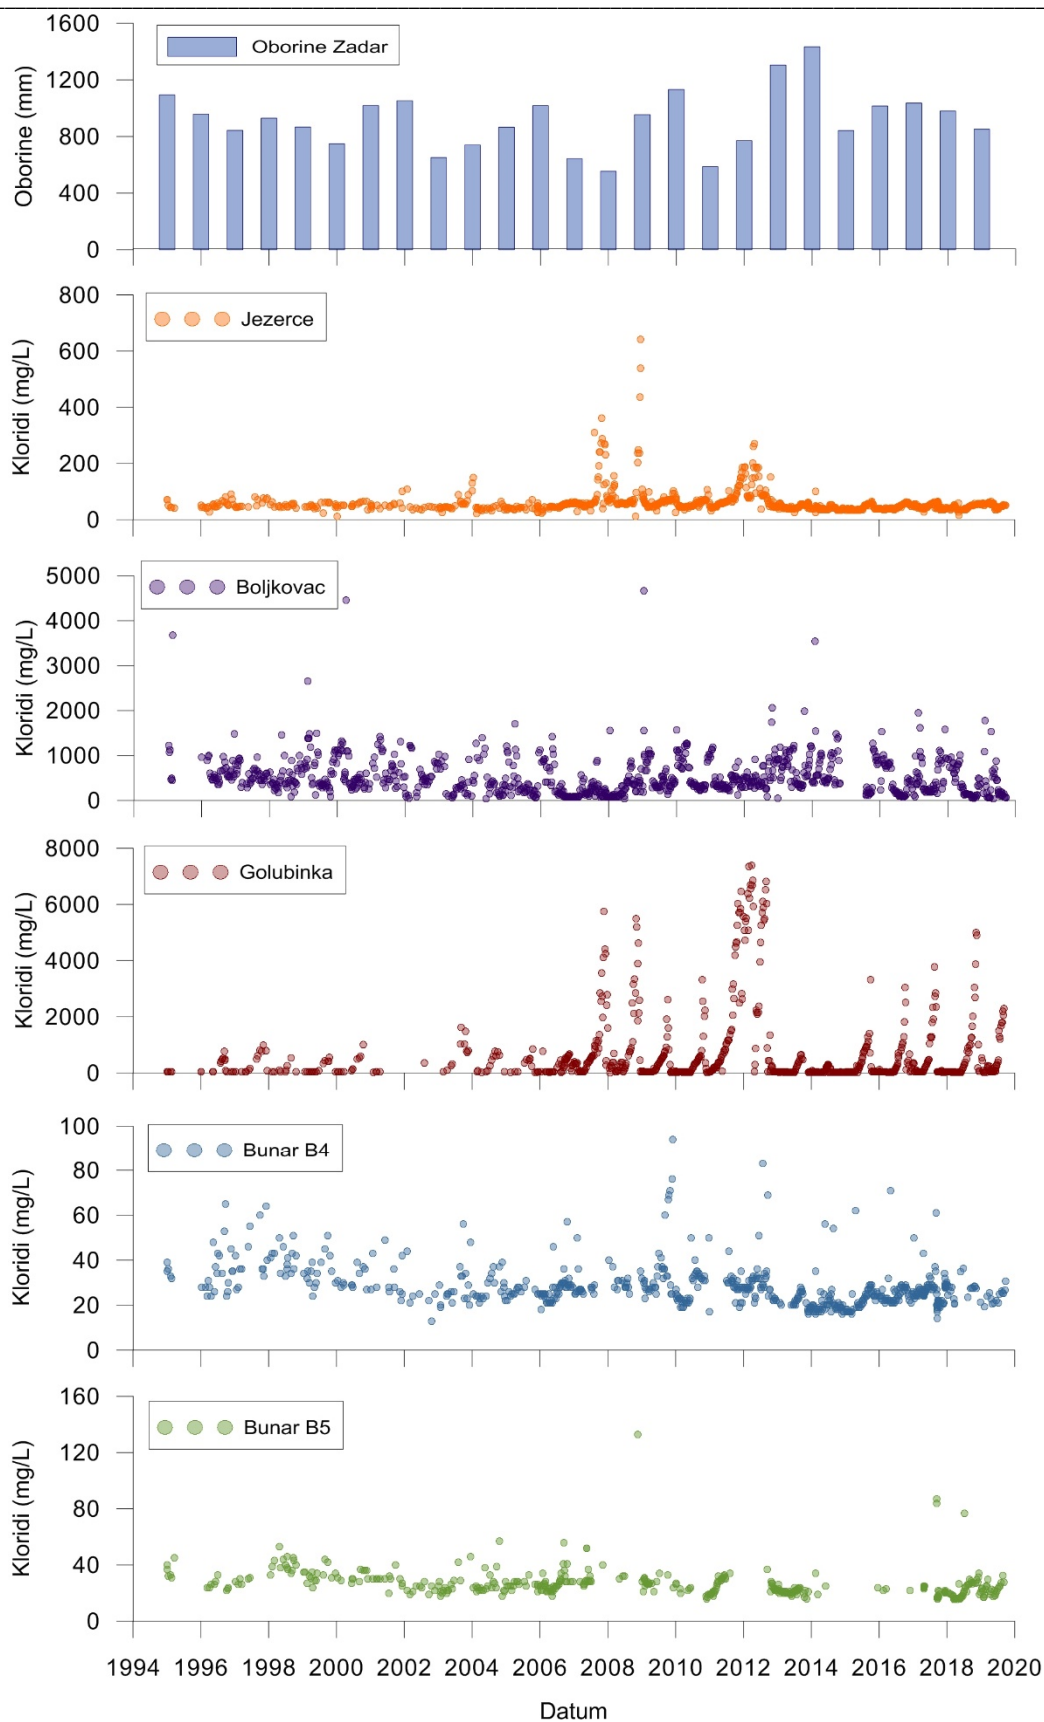 1600
Oborine Zadar
1200
800
400
0
Oborine (mm)
800
Jezerce
600
400
200
0
Kloridi (mg/L)
5000
Boljkovac
4000
3000
2000
1000
0
Kloridi (mg/L)
8000
Golubinka
6000
4000
2000
0
Kloridi (mg/L)
100
Bunar B4
80
60
40
20
0
Kloridi (mg/L)
160
Bunar B5
120
80
40
0
Kloridi (mg/L)
1994 1996 1998 2000 2002 2004 2006 2008 2010 2012 2014 2016 2018 2020
Datum